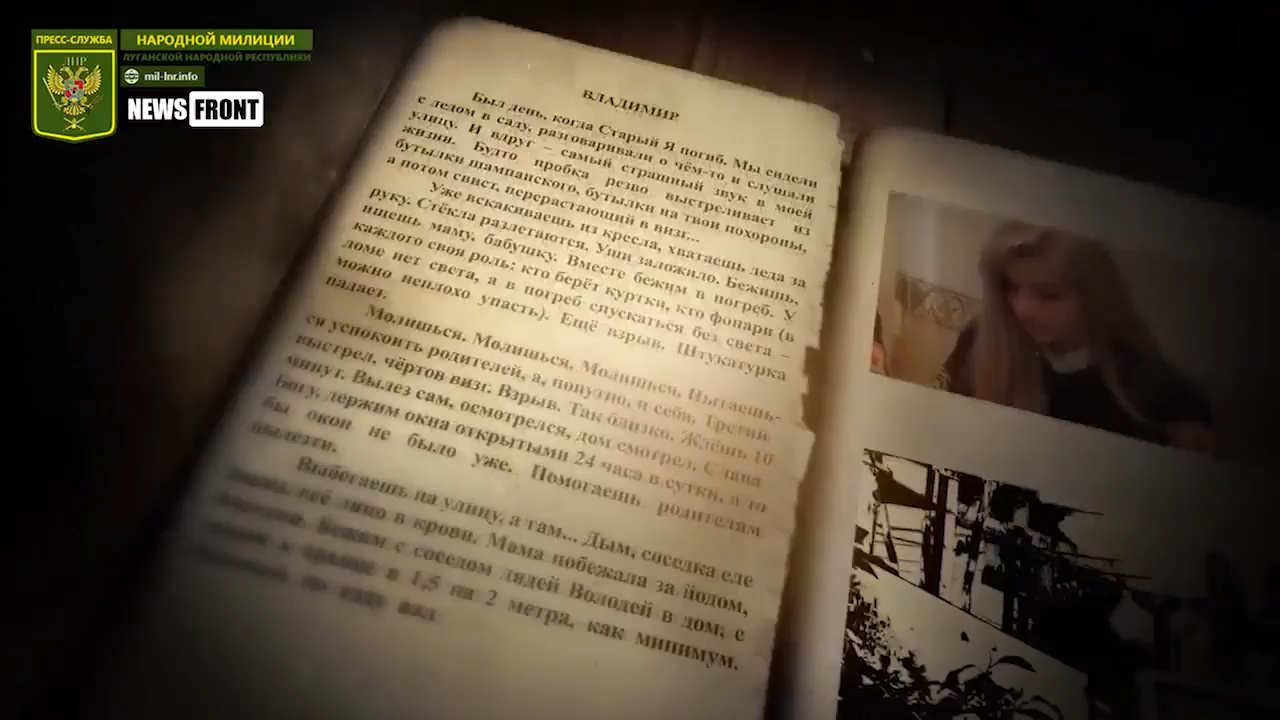 ПРЕСС-СЛУЖБА
НАРОДНОЙ МИЛИЦИИ
ЛУГАНСКОЙ НАРОДНОЙ РЕСПУБЛИКИ
ЛНР
mil-lnr.info
NEWS FRONT
ВЛАДИМИР
Был день, когда Старый Я погиб. Мы сидели
с дедом в саду, разговаривали о чём-то и слушали
улицу. И вдруг – самый страшный звук в моей
жизни. Будто пробка резво выстреливает из
бутылки шампанского, бутылки на твои похороны,
а потом свист, перерастающий в визг...
Уже вскакиваешь из кресла, хватаешь деда за
руку. Стёкла разлетаются. Уши заложило. Бежишь,
ищешь маму, бабушку. Вместе бежим в погреб. У
каждого своя роль: кто берёт куртки, кто фонари (в
доме нет света, а в погреб спускаться без света –
можно неплохо упасть). Ещё взрыв. Штукатурка
падает.
Молишься. Молишься. Молишься. Пытаешь-
ся успокоить родителей, а, попутно, и себя. Третий
выстрел, чёртов визг. Взрыв. Так близко. Ждёшь 10
минут. Вылез сам, осмотрелся, дом смотрел. Слава
Богу, держим окна открытыми 24 часа в сутки, а то
бы окон не было уже. Помогаешь родителям
вылезти.
Выбегаешь на улицу, а там... Дым, соседка еле
всё лицо в крови. Мама побежала за йодом,
Бежим с соседом дядей Володей в дом, с
в 1,5 на 2 метра, как минимум.